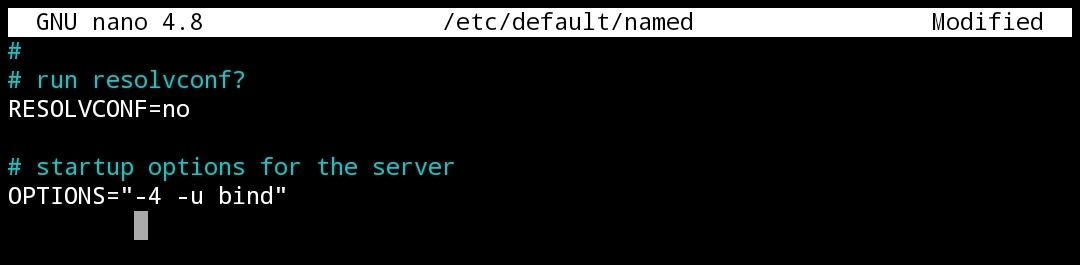 GNU nano 4.8 /etc/default/named Modified
#
# run resolvconf?
RESOLVCONF=no
# startup options for the server
OPTIONS="-4 -u bind"